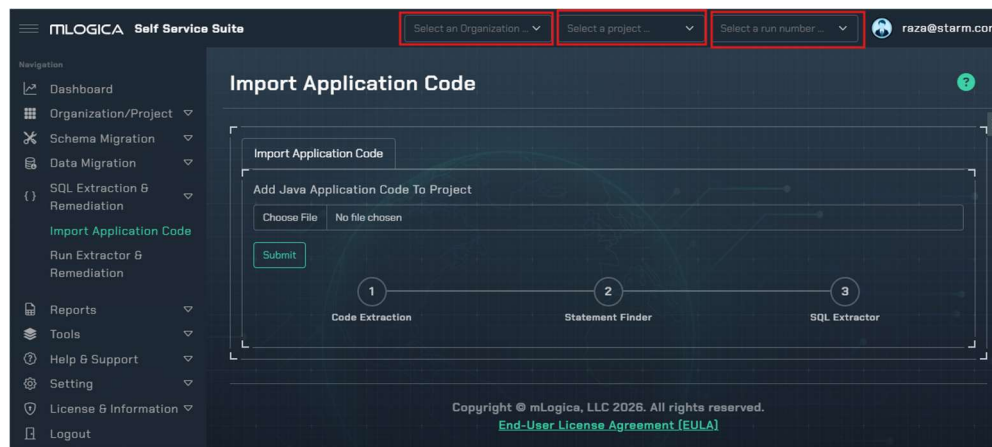 MLOGICA Self Service Suite
Select an Organization ...
Select a project ...
Select a run number ...
raza@starm.com
Navigation
Dashboard
Organization/Project
Schema Migration
Data Migration
SQL Extraction &
Remediation
Import Application Code
Run Extractor &
Remediation
Reports
Tools
Help & Support
Setting
License & Information
Logout
Import Application Code
?
Import Application Code
Add Java Application Code To Project
Choose File No file chosen
Submit
1
2
3
Code Extraction
Statement Finder
SQL Extractor
Copyright © mLogica, LLC 2026. All rights reserved.
End-User License Agreement (EULA)